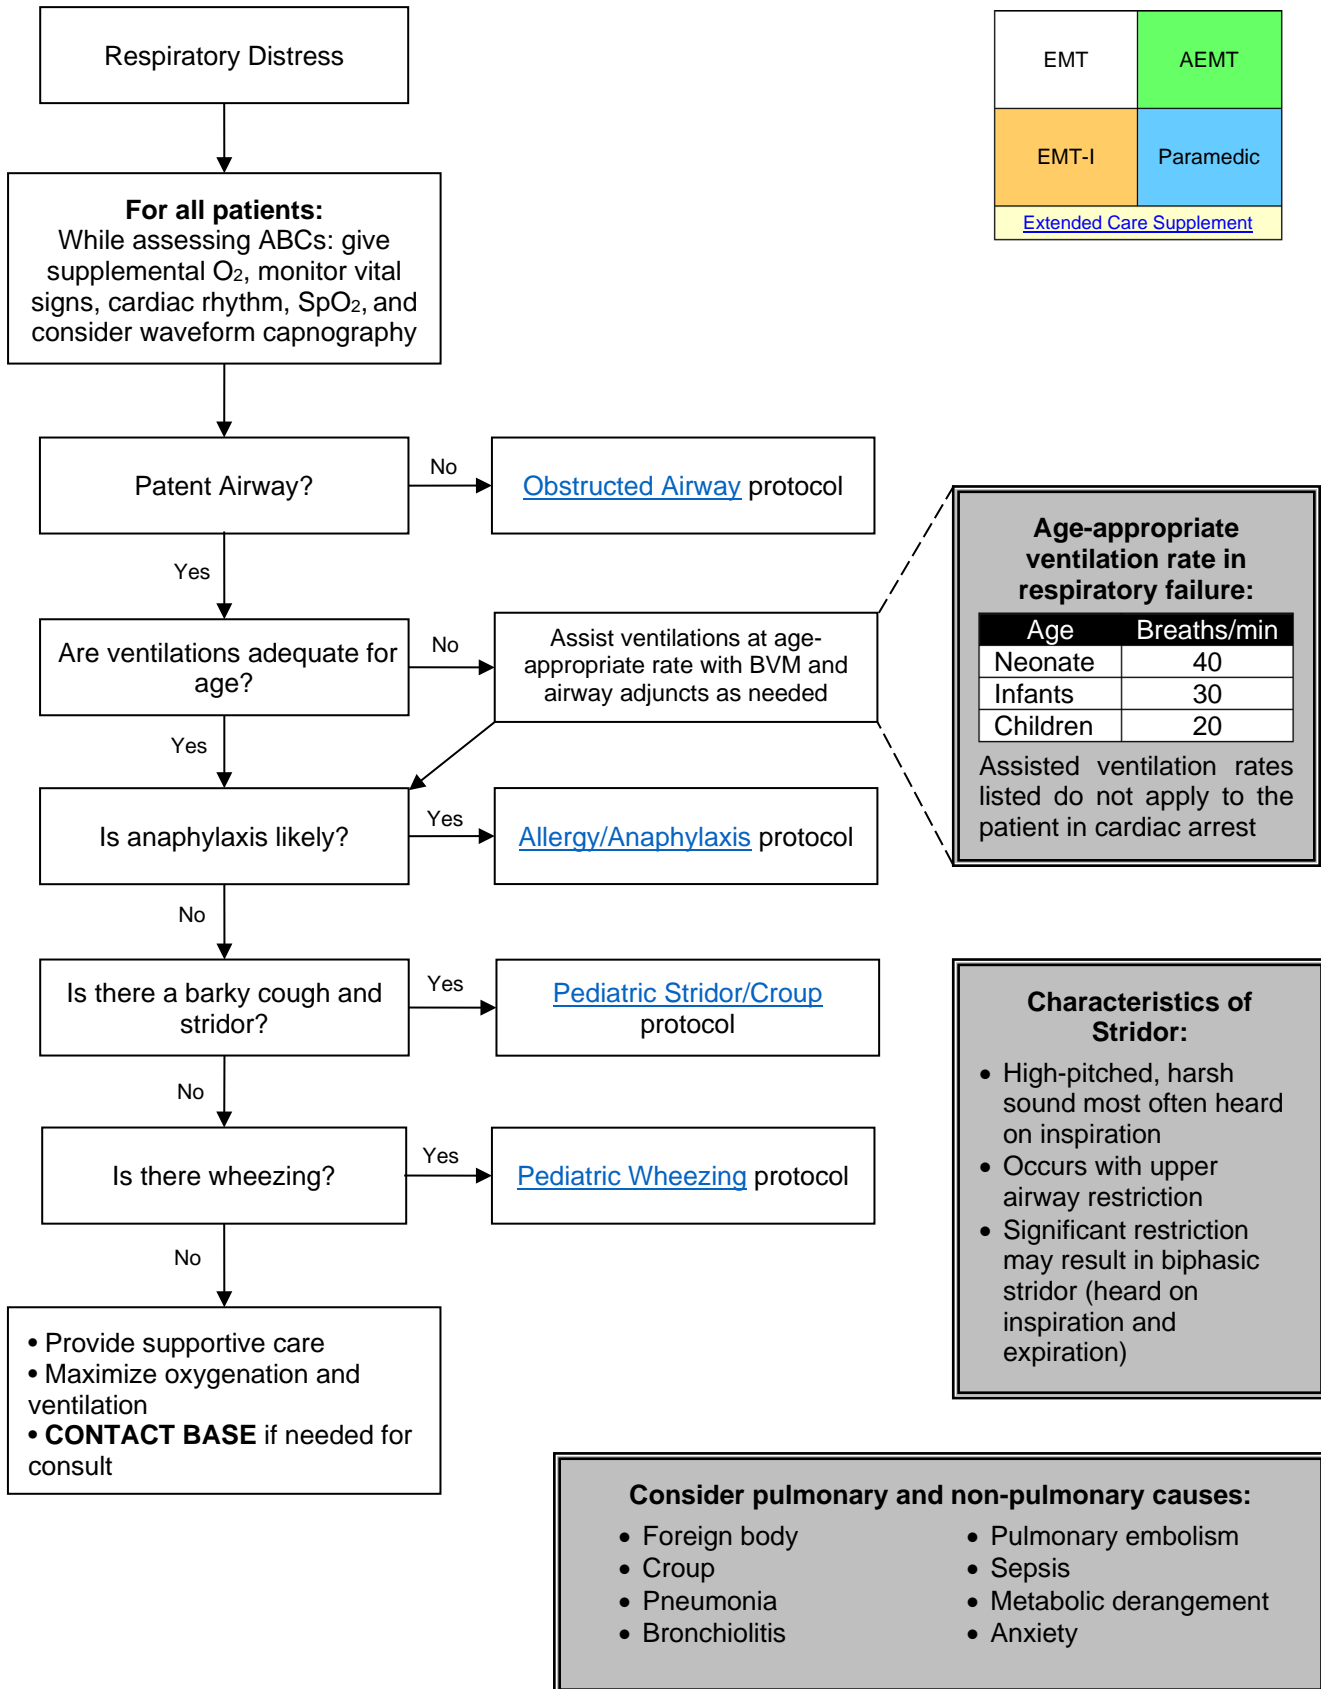 Respiratory Distress
EMT
AEMT
EMT-I
Paramedic
Extended Care Supplement
For all patients:
While assessing ABCs: give
supplemental O₂, monitor vital
signs, cardiac rhythm, SpO₂, and
consider waveform capnography
Patent Airway?
No
Obstructed Airway protocol
Yes
Are ventilations adequate for
age?
No
Assist ventilations at age-
appropriate rate with BVM and
airway adjuncts as needed
Age-appropriate
ventilation rate in
respiratory failure:
Age Breaths/min
Neonate 40
Infants 30
Children 20
Assisted ventilation rates
listed do not apply to the
patient in cardiac arrest
Yes
Is anaphylaxis likely?
Yes
Allergy/Anaphylaxis protocol
No
Is there a barky cough and
stridor?
Yes
Pediatric Stridor/Croup
protocol
No
Is there wheezing?
Yes
Pediatric Wheezing protocol
No
• Provide supportive care
• Maximize oxygenation and
ventilation
• CONTACT BASE if needed for
consult
Characteristics of
Stridor:
• High-pitched, harsh
sound most often heard
on inspiration
• Occurs with upper
airway restriction
• Significant restriction
may result in biphasic
stridor (heard on
inspiration and
expiration)
Consider pulmonary and non-pulmonary causes:
• Foreign body
• Croup
• Pneumonia
• Bronchiolitis
• Pulmonary embolism
• Sepsis
• Metabolic derangement
• Anxiety